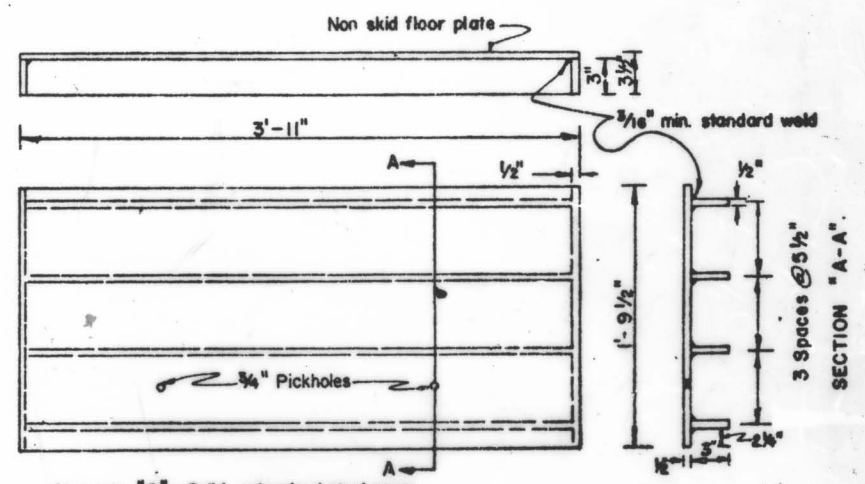 Non skid floor plate
3"
3½"
3'-11"
3/16" min. standard weld
A
½"
½"
1'-9½"
3 Spaces @ 5½"
SECTION "A-A".
¾" Pickholes
A
½"
3"
2¼"
"C"